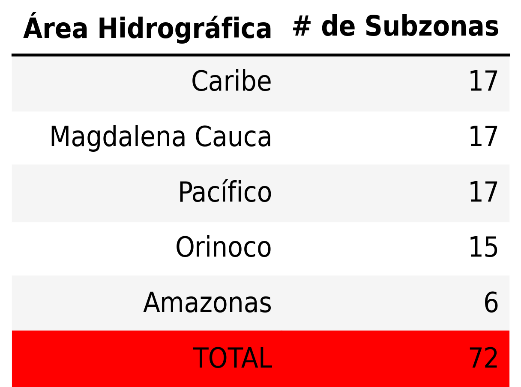 Área Hidrográfica # de Subzonas
Caribe 17
Magdalena Cauca 17
Pacífico 17
Orinoco 15
Amazonas 6
TOTAL 72